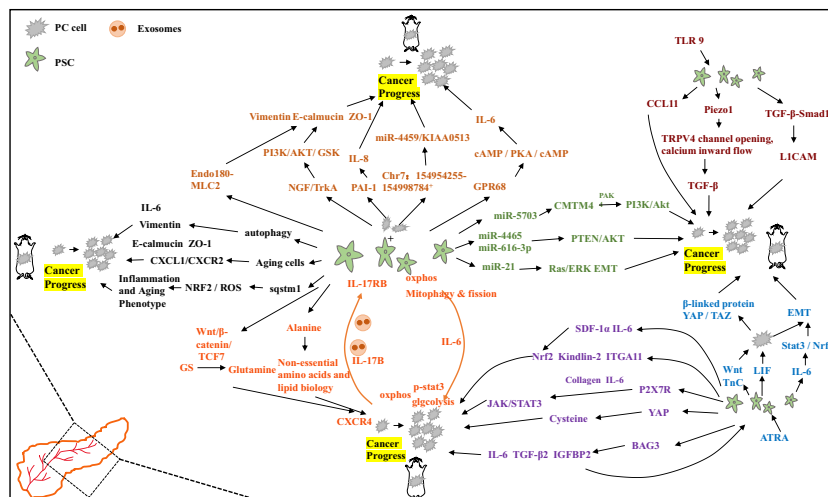 PC cell
Exosomes
PSC
Cancer
Progress
Vimentin E-calmucin ZO-1
miR-4459/KIAA0513
IL-6
PI3K/AKT/ GSK
IL-8
cAMP / PKA / cAMP
Endo180-
MLC2
NGF/TrkA
PAI-1
Chr7: 154954255-
154998784+
GPR68
TLR 9
CCL11
Piezo1
TGF-β-Smad1
TRPV4 channel opening,
calcium inward flow
L1CAM
TGF-β
Cancer
Progress
miR-5703
CMTM4
PAK
PI3K/Akt
miR-4465
miR-616-3p
PTEN/AKT
miR-21
Ras/ERK EMT
IL-6
Vimentin
autophagy
E-calmucin ZO-1
CXCL1/CXCR2
Aging cells
Cancer
Progress
Inflammation
and Aging
Phenotype
NRF2 / ROS
sqstm1
+
IL-17RB
oxphos
Mitophagy & fission
IL-17B
IL-6
oxphos
p-stat3
glgcolysis
Wnt/β-
catenin/
TCF7
Alanine
GS
Glutamine
Non-essential
amino acids and
lipid biology
CXCR4
Cancer
Progress
β-linked protein
YAP / TAZ
EMT
Stat3 / Nrf
Wnt
TnC
LIF
IL-6
ATRA
SDF-1α IL-6
Nrf2 Kindlin-2 ITGA11
Collagen IL-6
P2X7R
JAK/STAT3
YAP
Cysteine
BAG3
IL-6 TGF-β2 IGFBP2